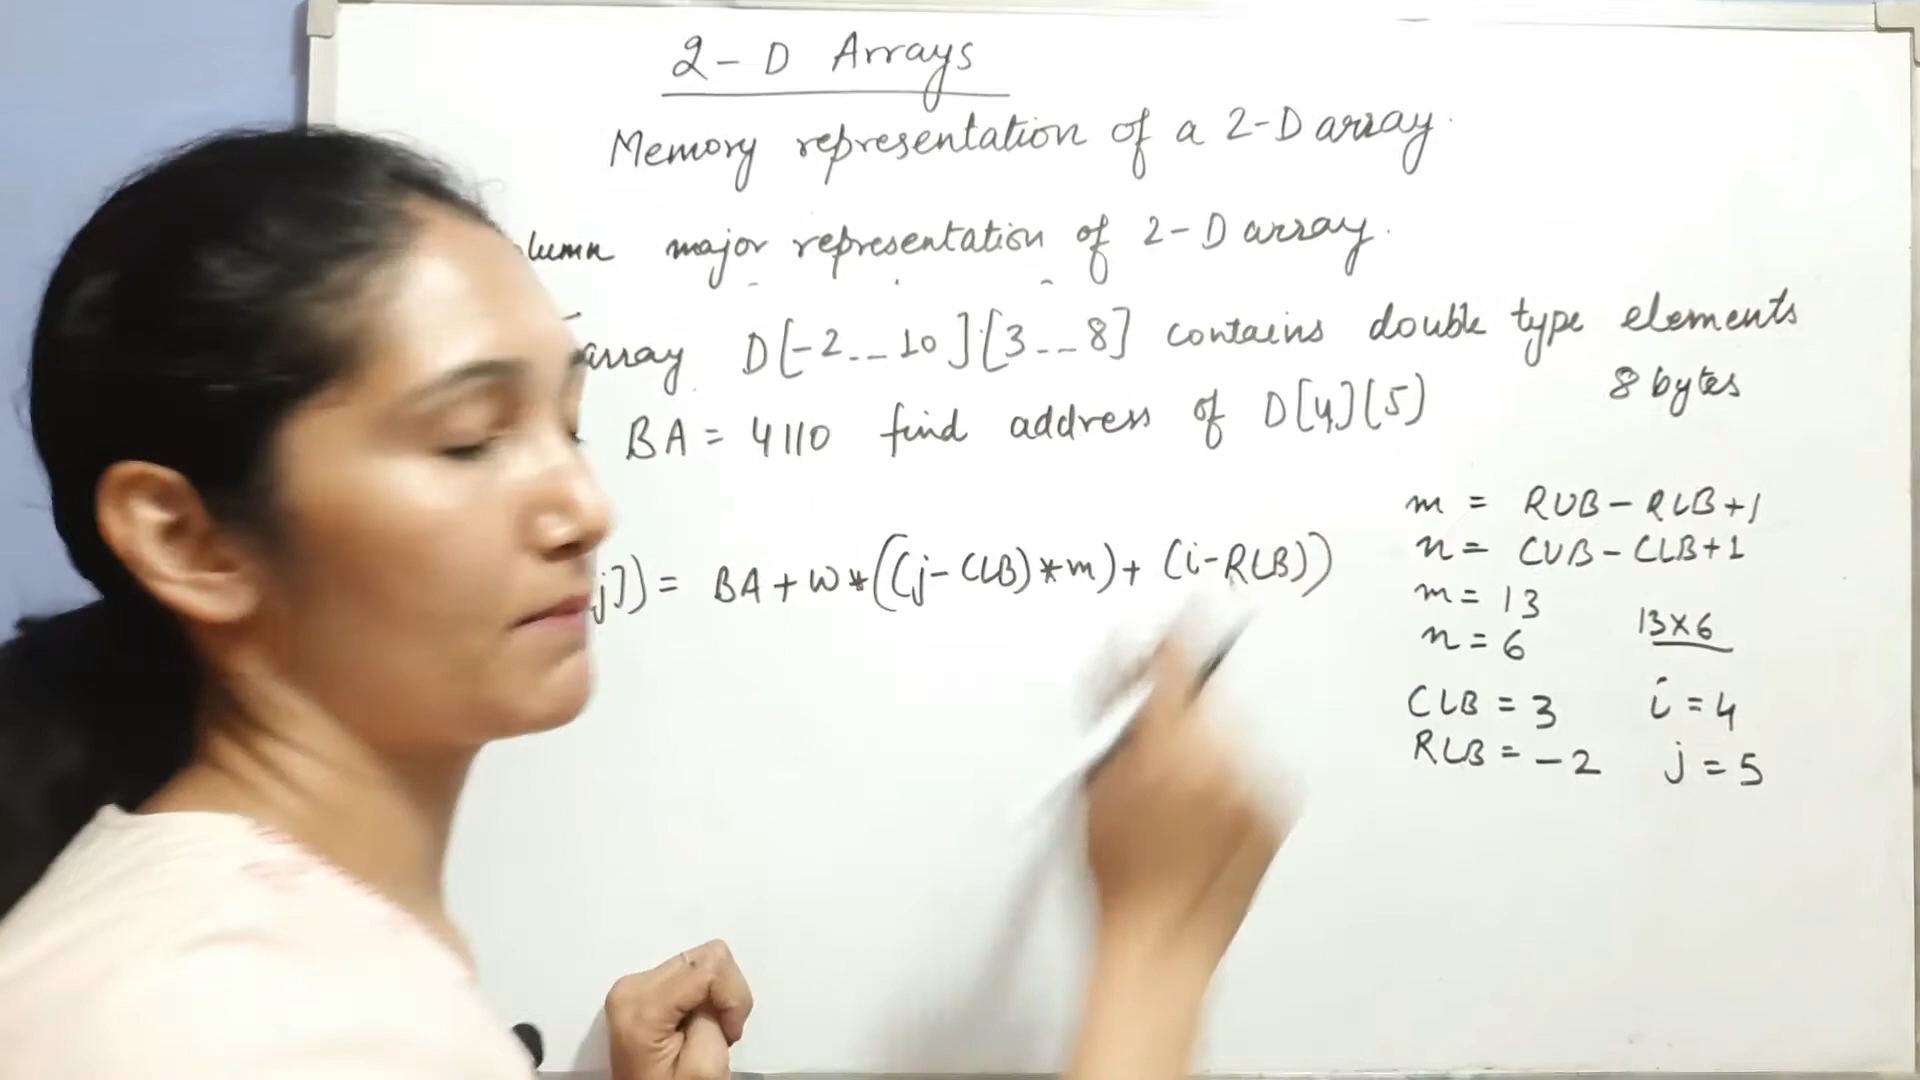 2-D Arrays
Memory representation of a 2-D array.
lumn major representation of 2-D array.
array D[-2 _ _ 10][3 _ _ 8] contains double type elements
8 bytes
BA = 4110 find address of D[4][5]
j]) = BA + W * ((j - CLB) * m) + (i - RLB))
m = RUB - RLB + 1
n = CUB - CLB + 1
m = 13
n = 6
13 x 6
CLB = 3 i = 4
RLB = -2 j = 5